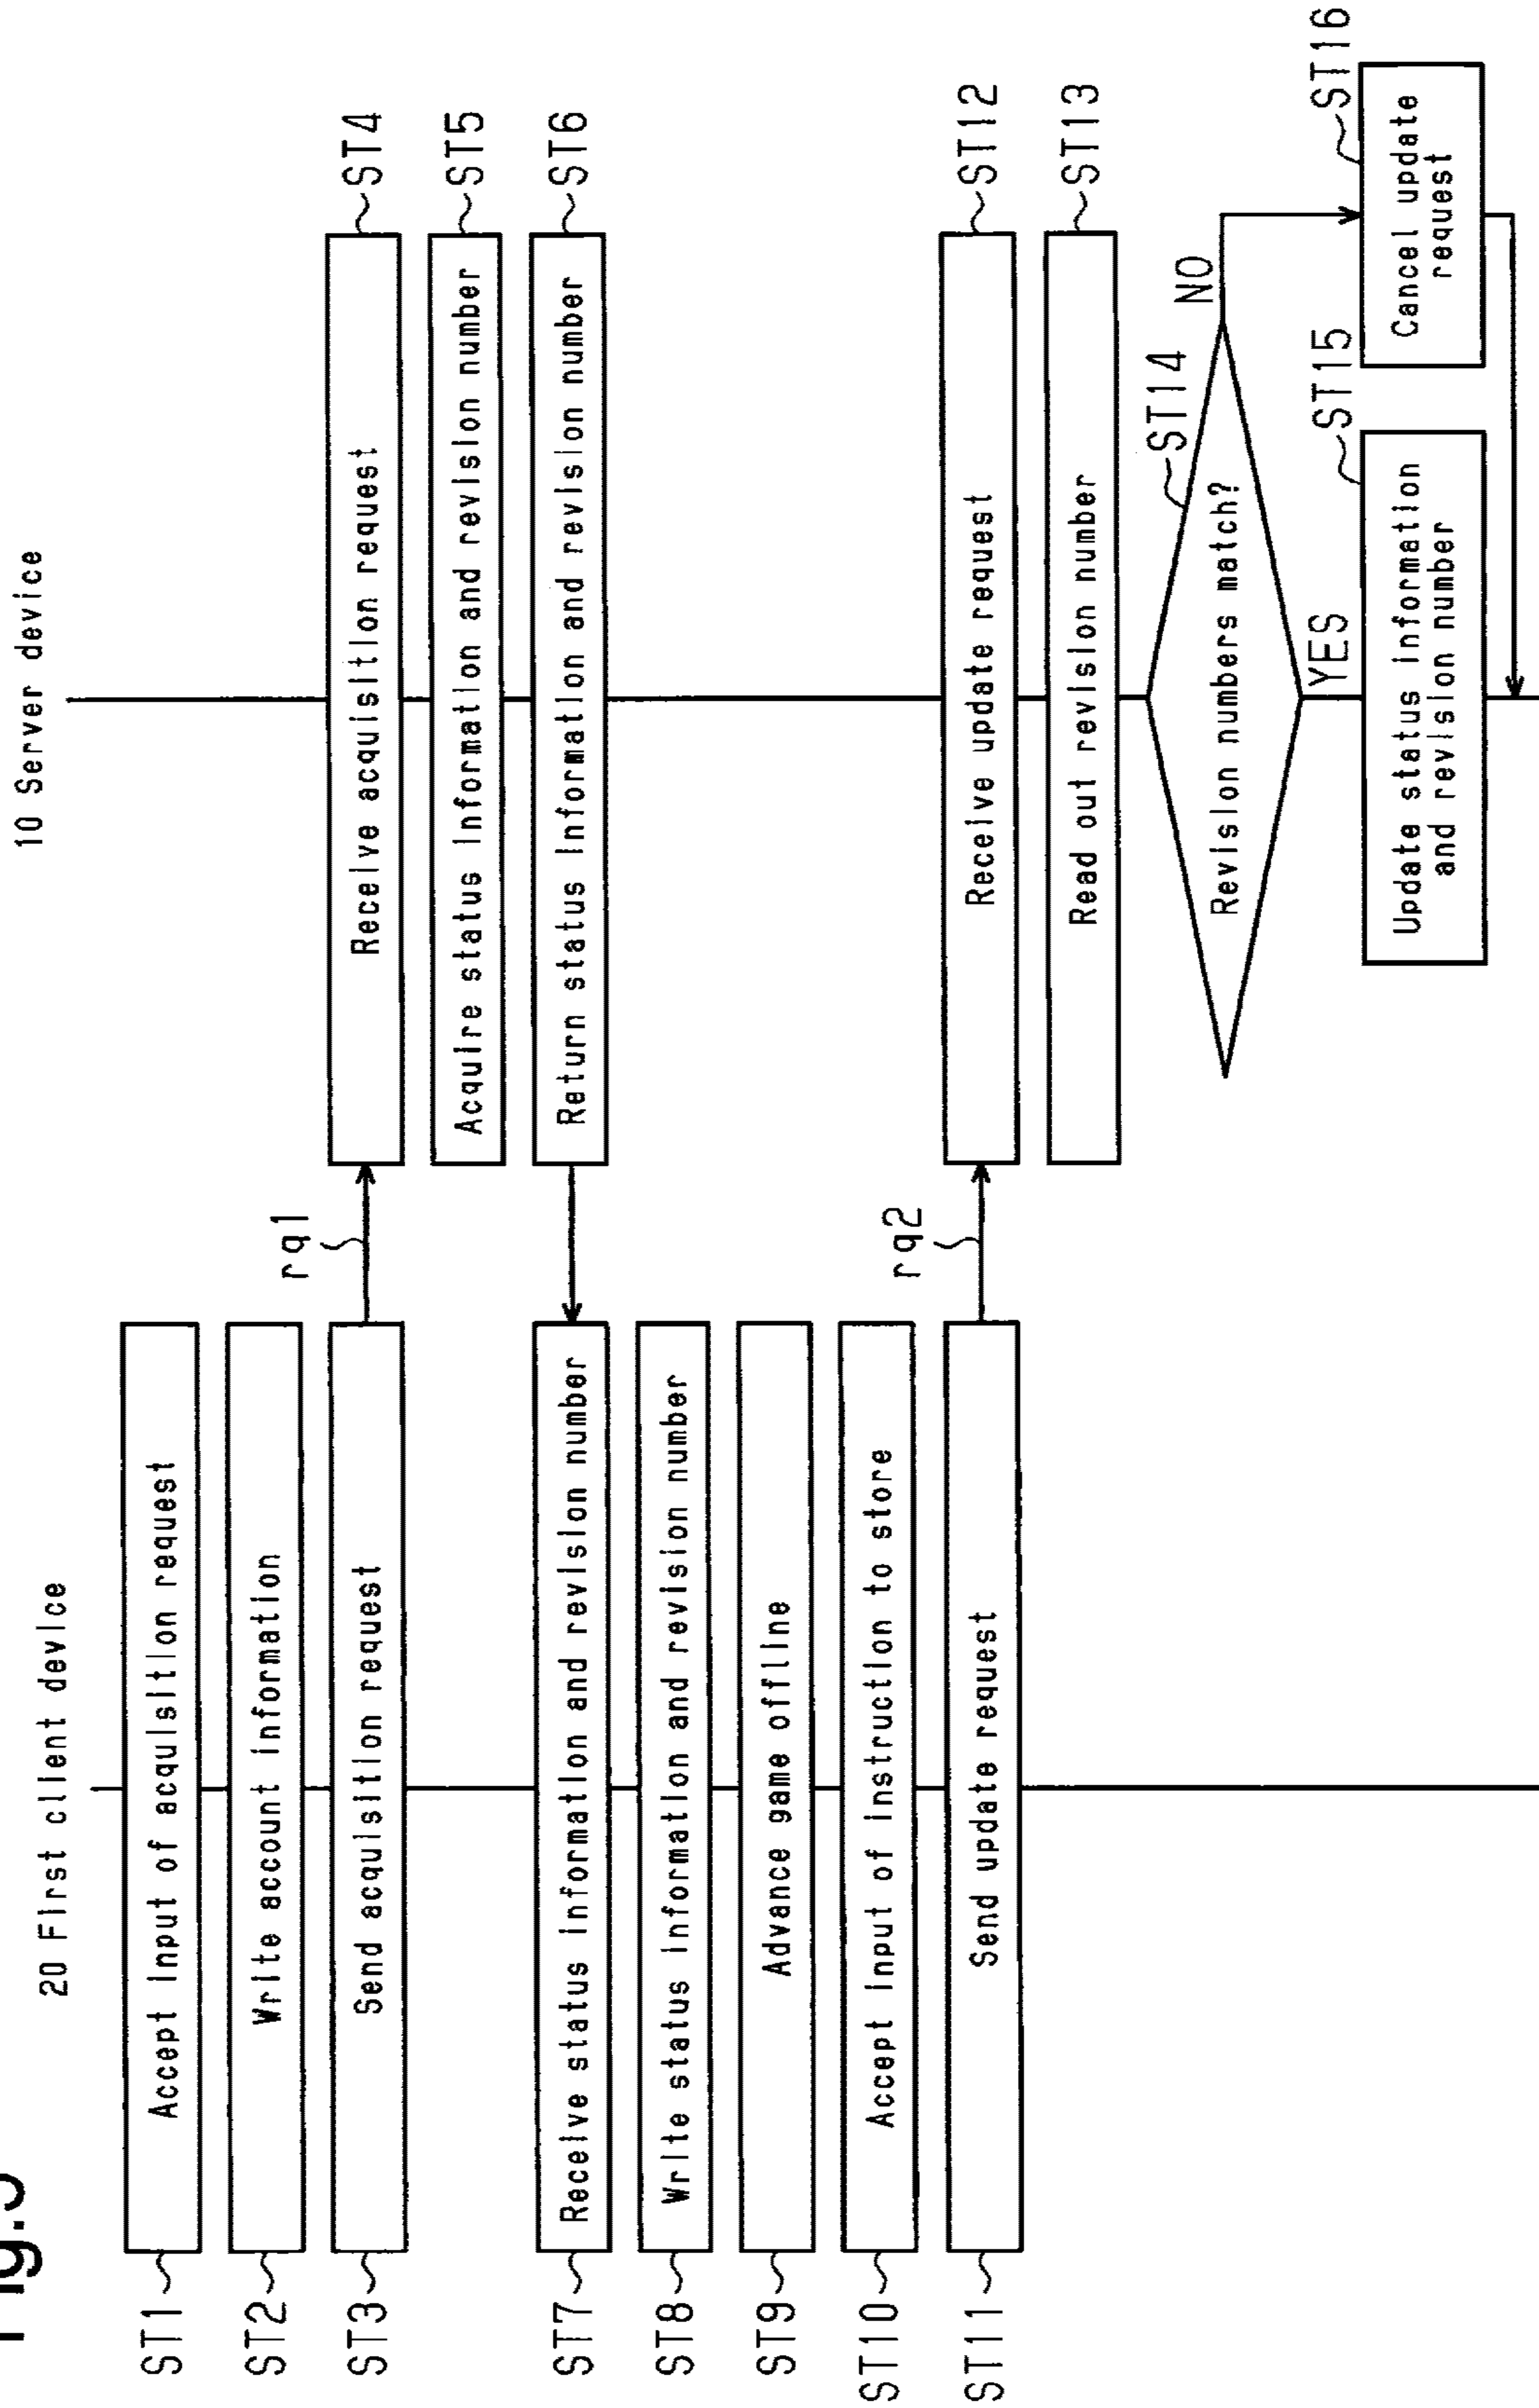 Fig.
20 First client device
10 Server device
ST1
Accept input of acquisition request
ST2
Write account information
ST3
Send acquisition request
rq1
Receive acquisition request
ST4
Acquire status information and revision number
ST5
Return status information and revision number
ST6
ST7
Receive status information and revision number
ST8
Write status information and revision number
ST9
Advance game offline
ST10
Accept input of instruction to store
ST11
Send update request
rq2
Receive update request
ST12
Read out revision number
ST13
Revision numbers match?
ST14
NO
YES
Update status information
and revision number
ST15
Cancel update
request
ST16